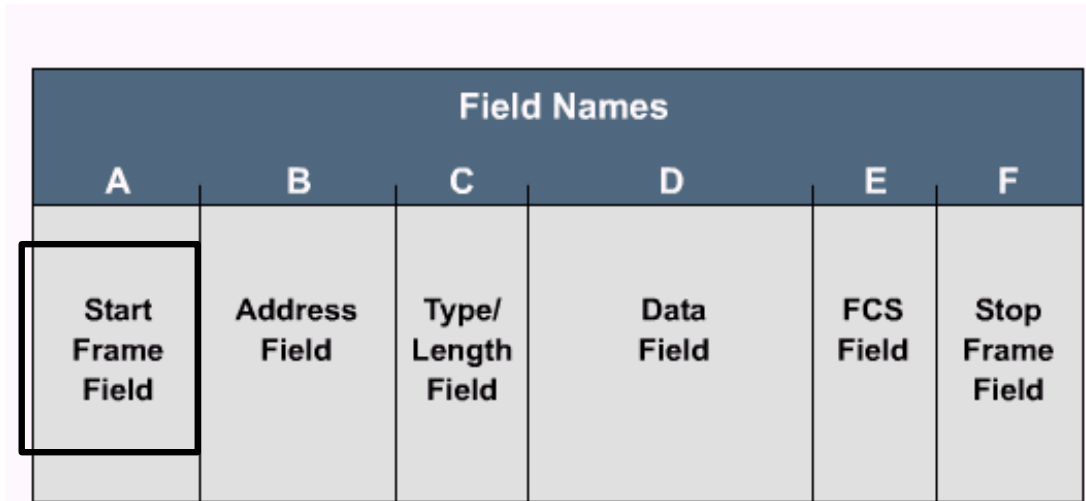 Field Names
A B C D E F
Start Frame Field
Address Field
Type/ Length Field
Data Field
FCS Field
Stop Frame Field